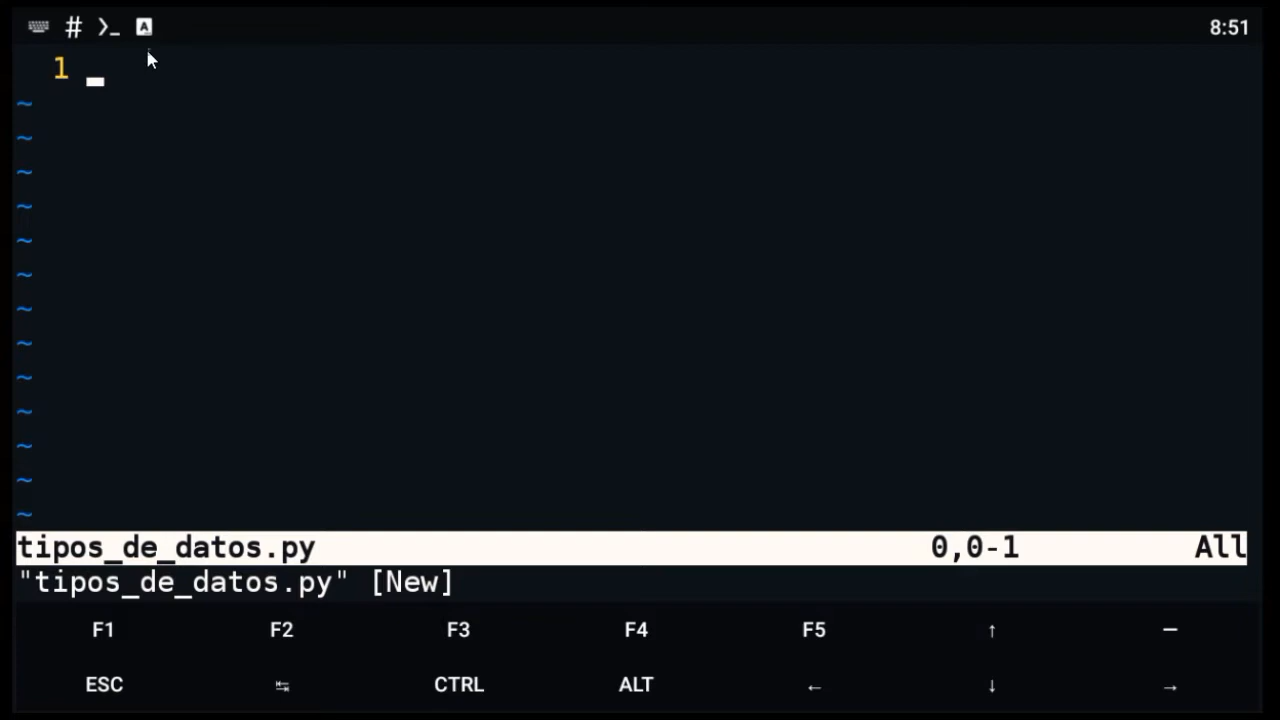 # >_ A 8:51
1
~
~
~
~
~
~
~
~
~
~
~
~
~
tipos_de_datos.py 0,0-1 All
"tipos_de_datos.py" [New]
F1 F2 F3 F4 F5 ↑ —
ESC ↹ CTRL ALT ← ↓ →